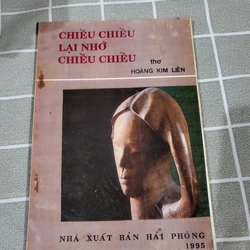 CHIỀU CHIỀU
LẠI NHỚ
CHIỀU CHIỀU
thơ
HOÀNG KIM LIÊN
NHÀ XUẤT BẢN HẢI PHÒNG
1995